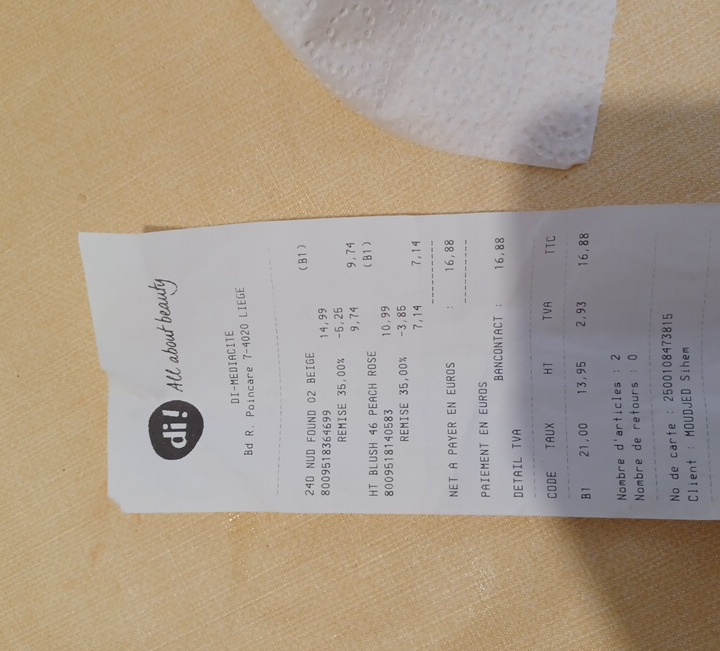 di! All about beauty
DI-MEDIACITE
Bd R. Poincare 7-4020 LIEGE
240 NUD FOUND 02 BEIGE (B1)
8009518364699 14,99
REMISE 35,00% -5,25
9,74 9,74
HT BLUSH 46 PEACH ROSE (B1)
8009518140583 10,99
REMISE 35,00% -3,85
7,14 7,14
NET A PAYER EN EUROS : 16,88
PAIEMENT EN EUROS
BANCONTACT : 16,88
DETAIL TVA
CODE TAUX HT TVA TTC
B1 21,00 13,95 2,93 16,88
Nombre d'articles : 2
Nombre de retours : 0
No de carte : 2500108473815
Client : MOUDJED Sihem